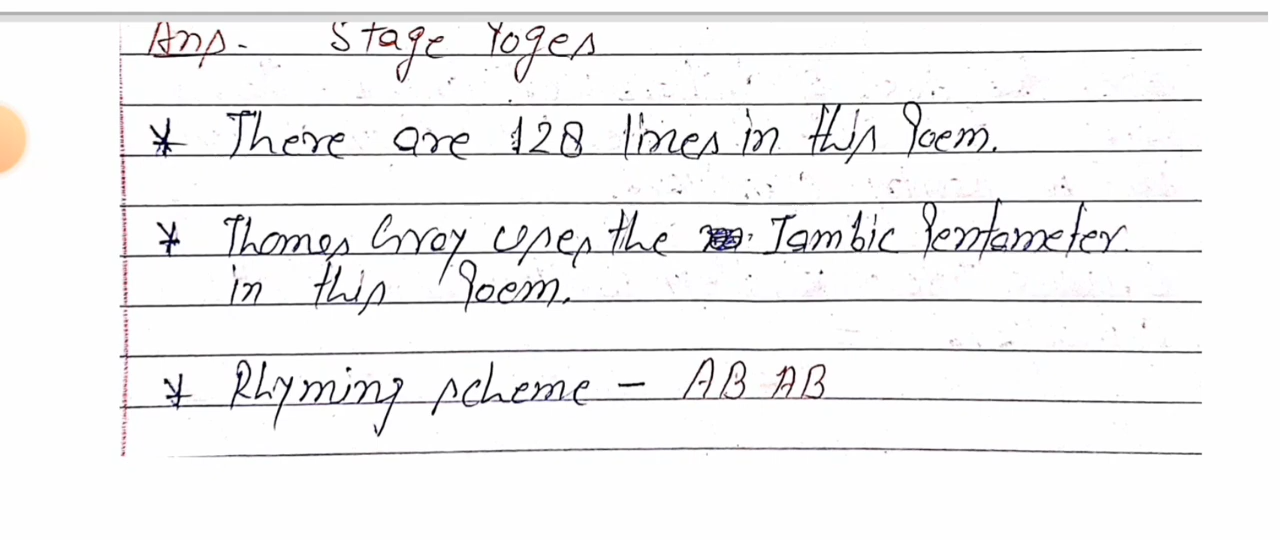 Ans. Stage Yoges
* There are 128 lines in this Poem.
* Thomas Gray uses the Iambic Pentameter.
in this Poem.
* Rhyming scheme - AB AB